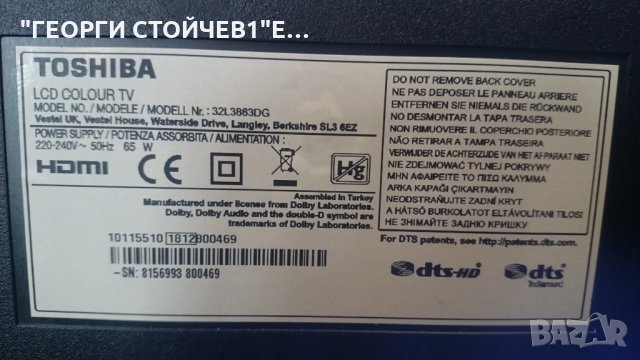 "ГЕОРГИ СТОЙЧЕВ1"Е...
TOSHIBA
LCD COLOUR TV
MODEL NO. / MODELE / MODELL Nr. : 32L3863DG
Vestel UK, Vestel House, Waterside Drive, Langley, Berkshire SL3 6EZ
POWER SUPPLY / POTENZA ASSORBITA / ALIMENTATION :
220-240V~ 50Hz 65 W
HDMI CE Hg
Assembled in Turkey
Manufactured under license from Dolby Laboratories.
Dolby, Dolby Audio and the double-D symbol are
trademarks of Dolby Laboratories.
10115510 1812 800469
-SN: 8156993 800469
DO NOT REMOVE BACK COVER
NE PAS DEPOSER LE PANNEAU ARRIERE
ENTFERNEN SIE NIEMALS DIE RÜCKWAND
NO DESMONTAR LA TAPA TRASERA
NON RIMUOVERE IL COPERCHIO POSTERIORE
NÃO RETIRAR A TAMPA TRASEIRA
VERWIJDER DE ACHTERKANT VAN HET APPARAAT NIET
NIE ZDEJMOWAĆ TYLNEJ POKRYWY
ΜΗΝ ΑΦΑΙΡΕΙΤΕ ΤΟ ΠΙΣΩ ΚΑΛΥΜΜΑ
ARKA KAPAĞI ÇIKARTMAYIN
NEODSTRAŇUJTE ZADNÍ KRYT
A HÁTSÓ BURKOLATOT ELTÁVOLÍTANI TILOS!
НЕ ЗНІМАЙТЕ ЗАДНЮ КРИШКУ
For DTS patents, see http://patents.dts.com.
dts-HD
dts
TruSurround
BAZAR